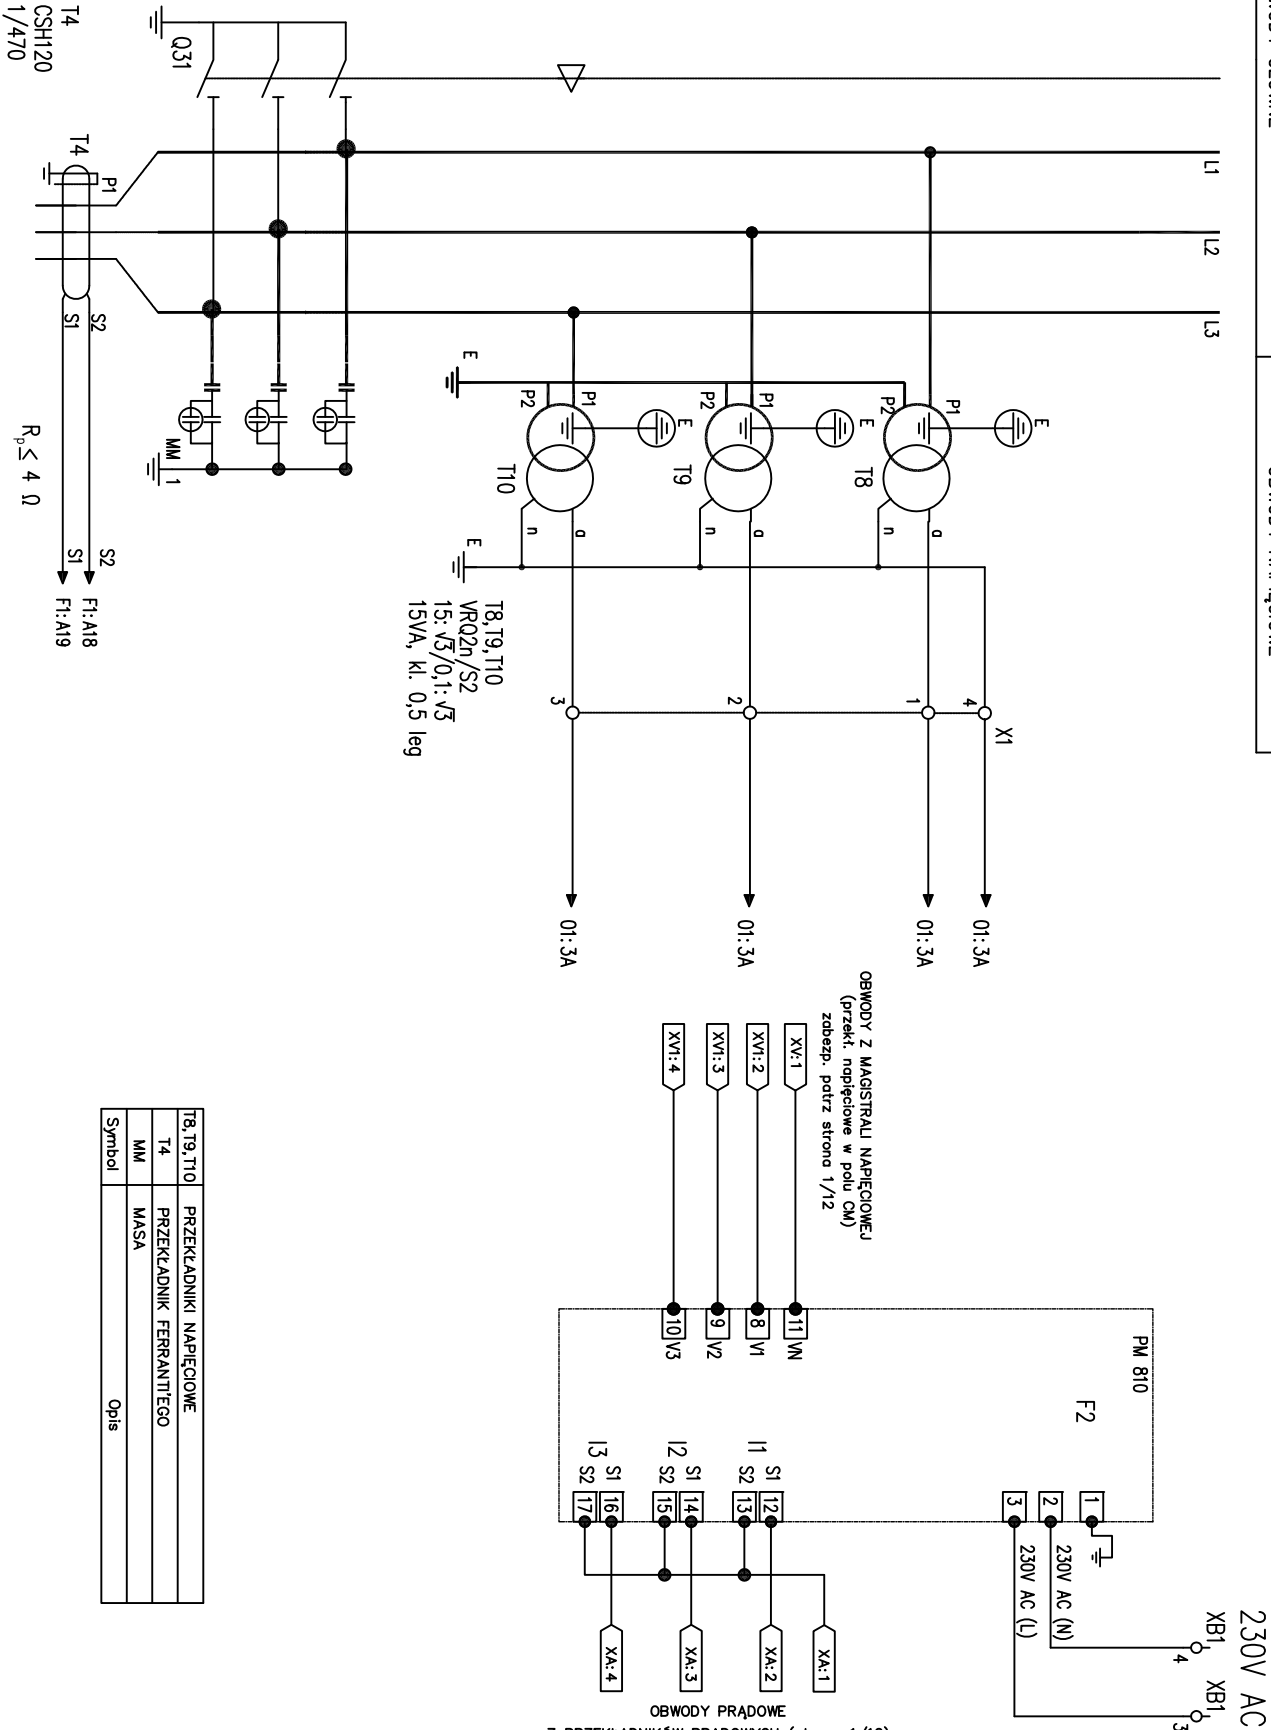 T4
CSH120
1/470
Q31
T4
P1
S1
S2
S1
S2
F1:A18
F1:A19
Rp≤ 4 Ω
MM 1
L1
L2
L3
E
P2
P1
E
P2
P1
E
P2
P1
E
T10
T9
T8
n
a
n
a
n
a
E
T8,T9,T10
VRQ2n/S2
15:√3/0,1:√3
15VA, kl. 0,5 leg
3
2
1
4
X1
01:3A
01:3A
01:3A
01:3A
OBWODY Z MAGISTRALI NAPIĘCIOWEJ
(przekł. napięciowe w polu CM)
zabezp. patrz strona 1/12
XV:1
XV1:2
XV1:3
XV1:4
11 VN
8 V1
9 V2
10 V3
PM 810
F2
I1
S1 12
S2 13
I2
S1 14
S2 15
I3
S1 16
S2 17
1
2
3
230V AC (N)
230V AC (L)
230V AC
XB1
4
XB1
3
XA:1
XA:2
XA:3
XA:4
OBWODY PRĄDOWE
T8,T9,T10 PRZEKŁADNIKI NAPIĘCIOWE
T4 PRZEKŁADNIK FERRANTI'EGO
MM MASA
Symbol Opis